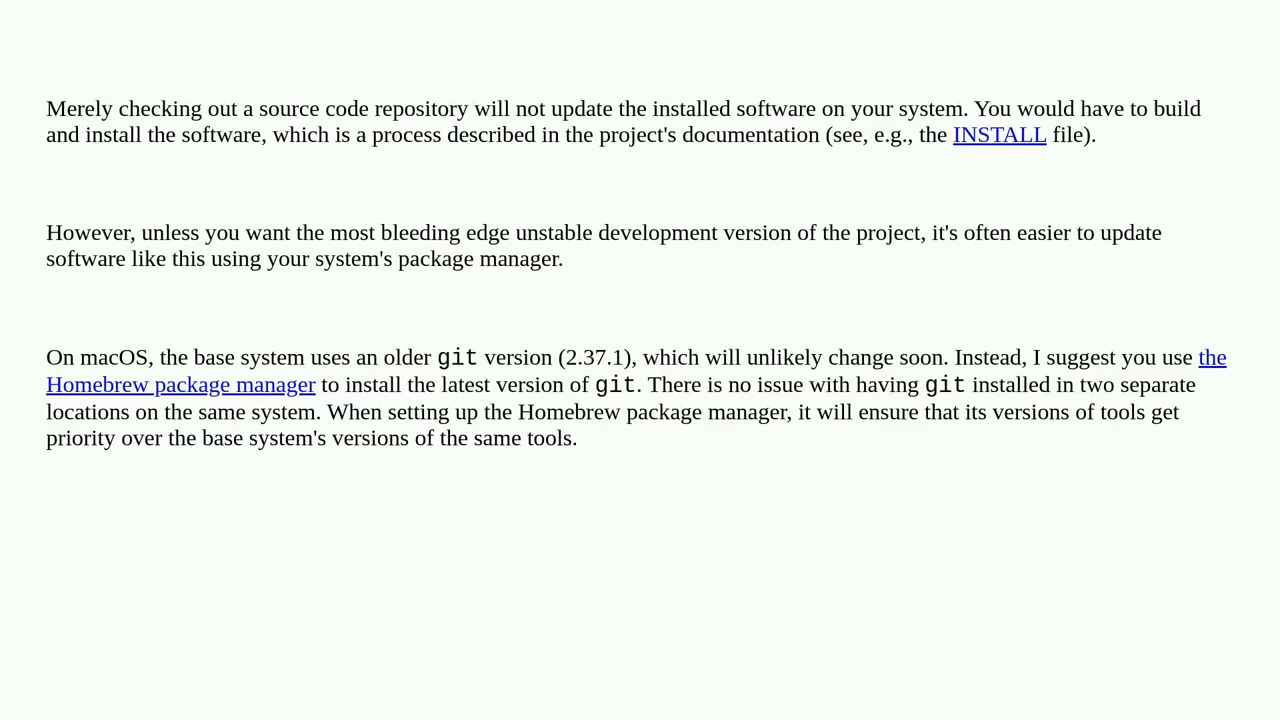 Merely checking out a source code repository will not update the installed software on your system. You would have to build
and install the software, which is a process described in the project's documentation (see, e.g., the INSTALL file).
However, unless you want the most bleeding edge unstable development version of the project, it's often easier to update
software like this using your system's package manager.
On macOS, the base system uses an older git version (2.37.1), which will unlikely change soon. Instead, I suggest you use the
Homebrew package manager to install the latest version of git. There is no issue with having git installed in two separate
locations on the same system. When setting up the Homebrew package manager, it will ensure that its versions of tools get
priority over the base system's versions of the same tools.